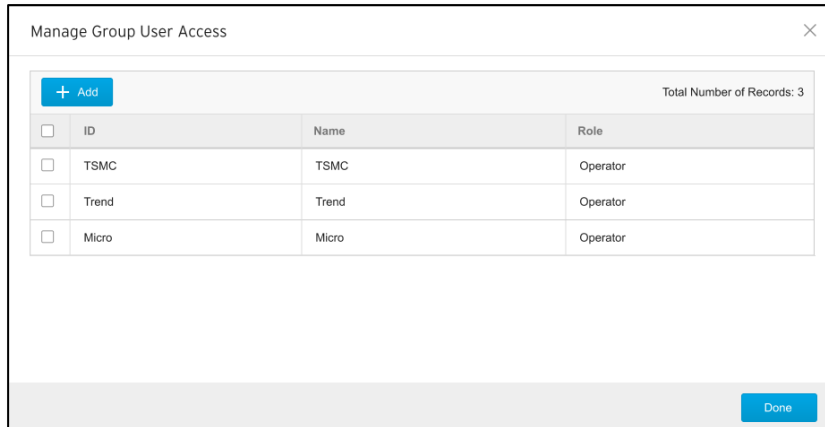 Manage Group User Access
+ Add
Total Number of Records: 3
ID Name Role
TSMC TSMC Operator
Trend Trend Operator
Micro Micro Operator
Done